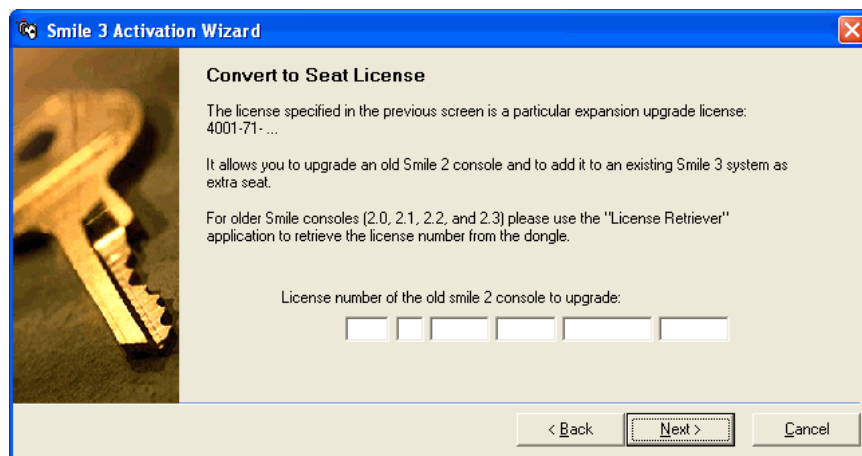 Smile 3 Activation Wizard
Convert to Seat License
The license specified in the previous screen is a particular expansion upgrade license:
4001-71- ...
It allows you to upgrade an old Smile 2 console and to add it to an existing Smile 3 system as
extra seat.
For older Smile consoles (2.0, 2.1, 2.2, and 2.3) please use the "License Retriever"
application to retrieve the license number from the dongle.
License number of the old smile 2 console to upgrade:
< Back
Next >
Cancel